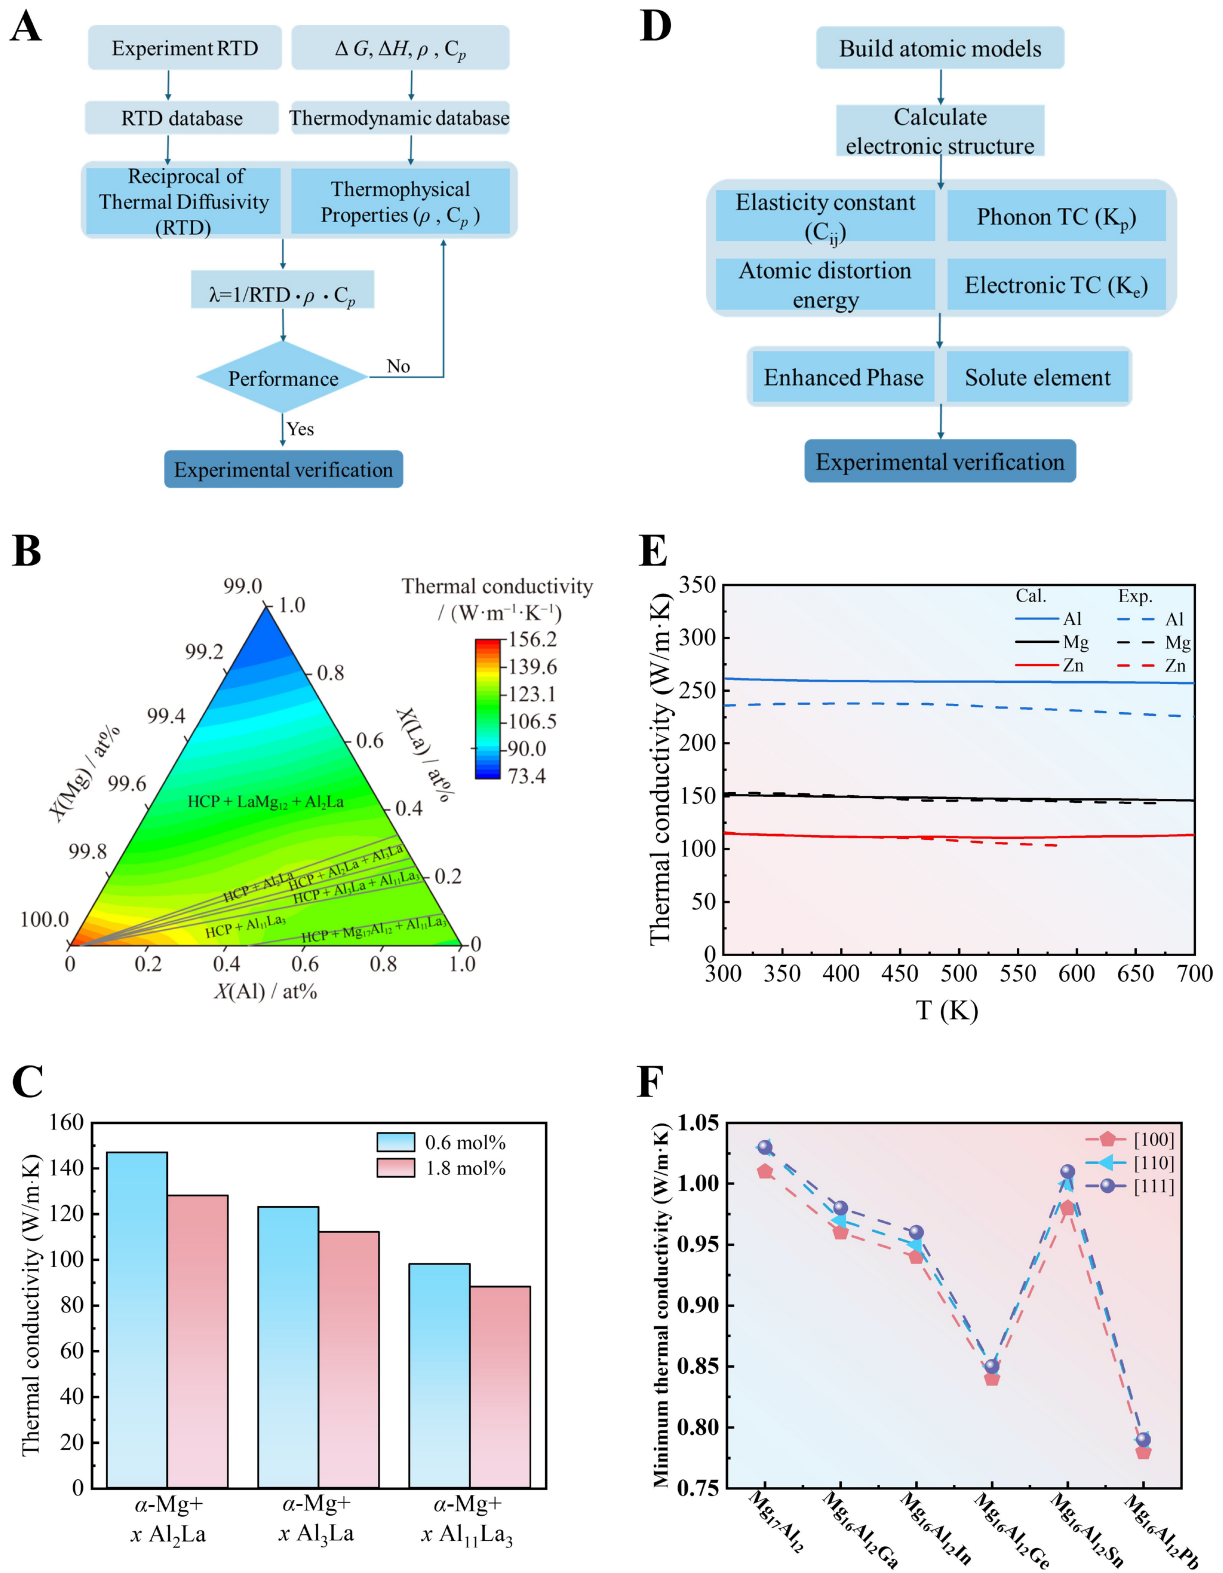 A
Experiment RTD
Δ G, ΔH, ρ , Cₚ
RTD database
Thermodynamic database
Reciprocal of
Thermal Diffusivity
(RTD)
Thermophysical
Properties (ρ , Cₚ )
λ=1/RTD · ρ · Cₚ
Performance
No
Yes
Experimental verification
D
Build atomic models
Calculate
electronic structure
Elasticity constant
(Cᵢⱼ)
Phonon TC (Kₚ)
Atomic distortion
energy
Electronic TC (Kₑ)
Enhanced Phase
Solute element
Experimental verification
B
Thermal conductivity
/ (W·m⁻¹·K⁻¹)
156.2
139.6
123.1
106.5
90.0
73.4
99.0
99.2
99.4
99.6
99.8
100.0
X(Mg) / at%
1.0
0.8
0.6
0.4
0.2
0
X(La) / at%
HCP + LaMg₁₂ + Al₂La
HCP + Al₂La
HCP + Al₂La + Al₃La
HCP + Al₃La + Al₁₁La₃
HCP + Al₁₁La₃
HCP + Mg₁₇Al₁₂ + Al₁₁La₃
0
0.2
0.4
0.6
0.8
1.0
X(Al) / at%
E
Thermal conductivity (W/m·K)
350
300
250
200
150
100
50
0
Cal.
Exp.
Al
Al
Mg
Mg
Zn
Zn
300
400
500
600
700
T (K)
C
Thermal conductivity (W/m·K)
160
140
120
100
80
60
40
20
0
0.6 mol%
1.8 mol%
α-Mg+
x Al₂La
α-Mg+
x Al₃La
α-Mg+
x Al₁₁La₃
F
Minimum thermal conductivity (W/m·K)
1.05
1.00
0.95
0.90
0.85
0.80
0.75
[100]
[110]
[111]
Mg₁₇Al₁₂
Mg₁₆Al₁₂Ga
Mg₁₆Al₁₂In
Mg₁₆Al₁₂Ge
Mg₁₆Al₁₂Sn
Mg₁₆Al₁₂Pb